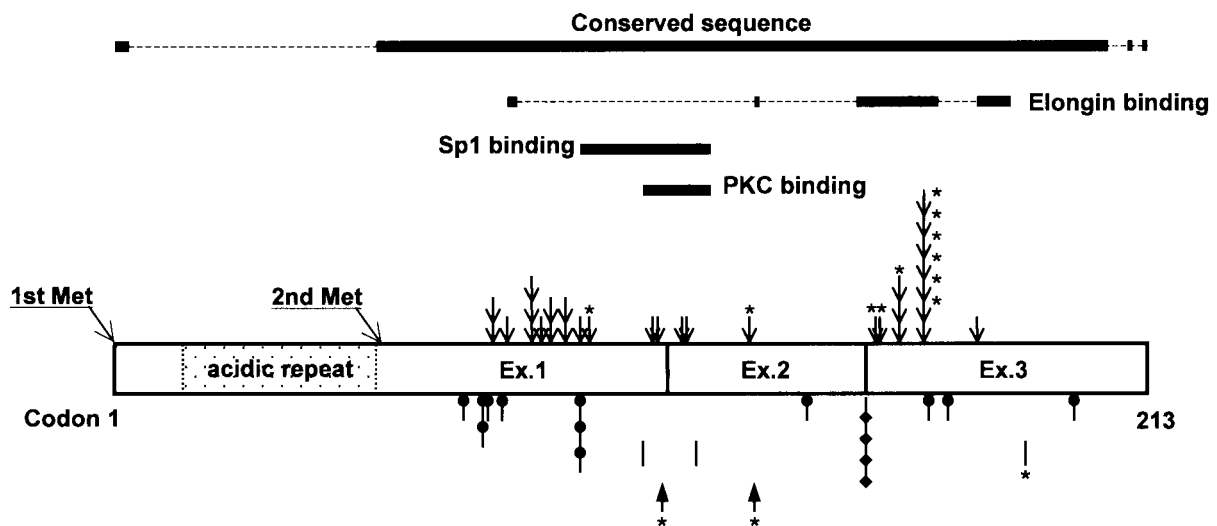 Conserved sequence
Elongin binding
Sp1 binding
PKC binding
1st Met
2nd Met
acidic repeat
Ex.1
Ex.2
Ex.3
Codon 1
213